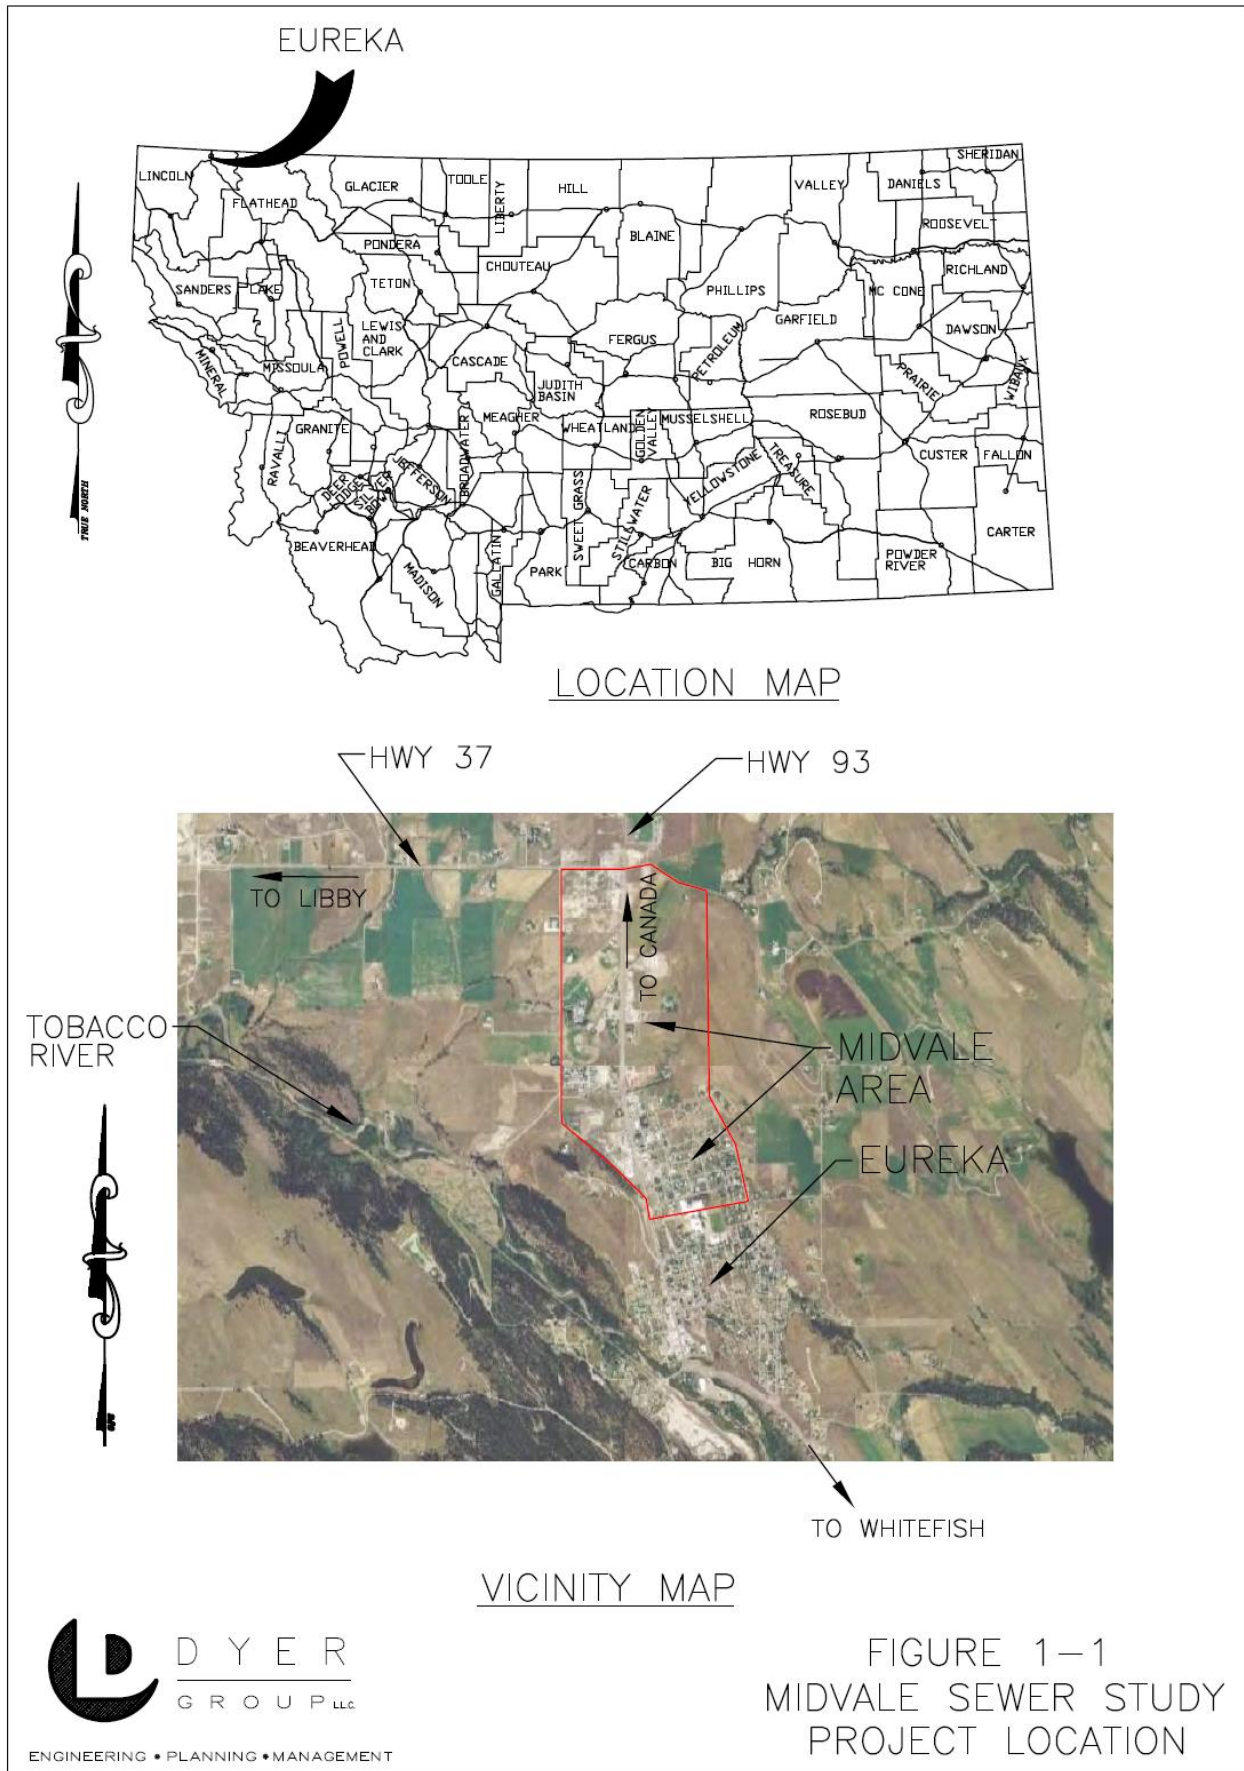 EUREKA
SHERIDAN
LINCOLN
GLACIER
TOOLE
HILL
VALLEY
DANIELS
FLATHEAD
LIBERTY
ROOSEVELT
PONDERA
BLAINE
CHOUTEAU
RICHLAND
SANDERS
LAKE
TETON
PHILLIPS
MC CONE
LEWIS
AND
CLARK
POWELL
GARFIELD
DAWSON
FERGUS
PETROLEUM
MINERAL
MISSOULA
CASCADE
JUDITH
BASIN
PRAIRIE
WIBAUX
MEAGHER
ROSEBUD
GRANITE
WHEATLAND
GOLDEN
VALLEY
MUSSELSHELL
RAVALLI
BROADWATER
CUSTER
FALLON
DEER
LODGE
SILVER
BOW
JEFFERSON
YELLOWSTONE
TREASURE
TRUE NORTH
SWEET GRASS
STILLWATER
CARTER
BEAVERHEAD
MADISON
GALLATIN
PARK
CARBON
BIG HORN
POWDER
RIVER
LOCATION MAP
HWY 37
HWY 93
TO LIBBY
TO CANADA
TOBACCO
RIVER
MIDVALE
AREA
EUREKA
TO WHITEFISH
VICINITY MAP
DYER
GROUP LLC.
ENGINEERING • PLANNING • MANAGEMENT
FIGURE 1-1
MIDVALE SEWER STUDY
PROJECT LOCATION